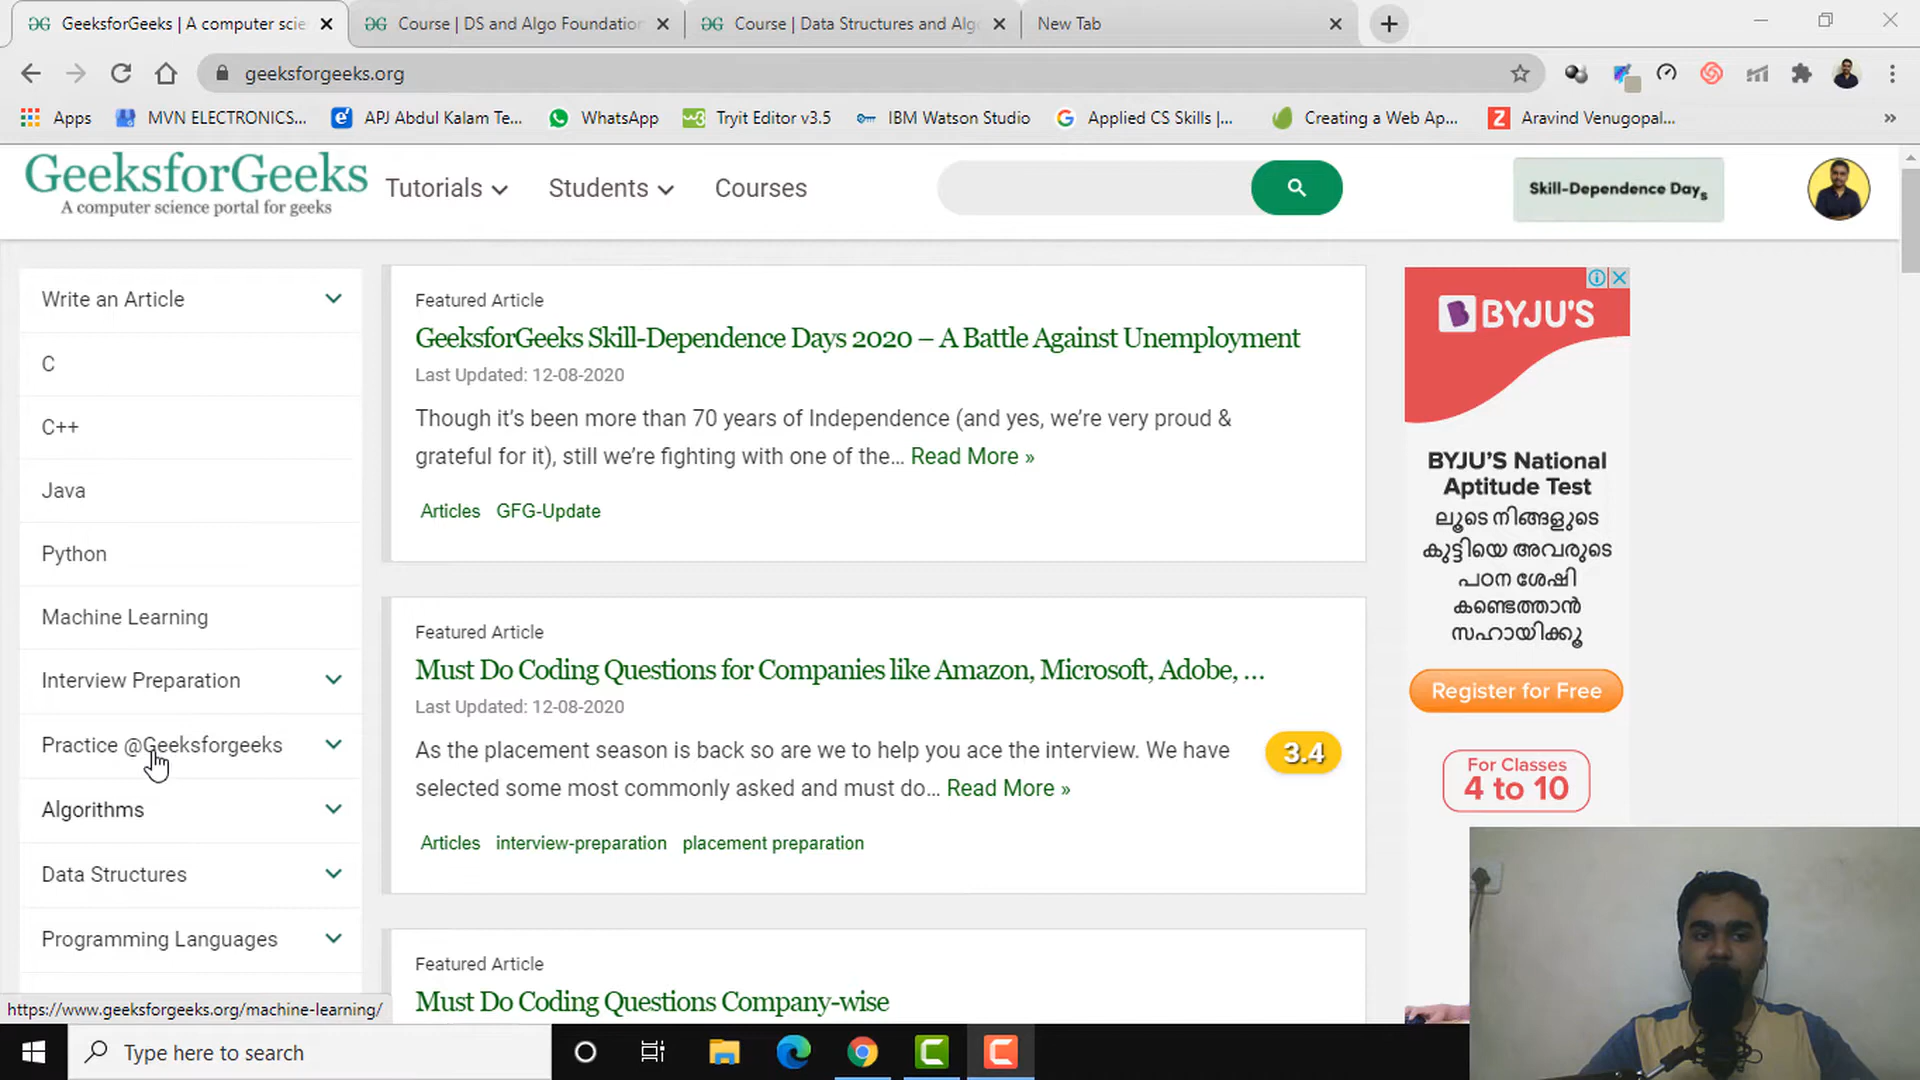 GeeksforGeeks | A computer scie
Course | DS and Algo Foundation
Course | Data Structures and Alg
New Tab
geeksforgeeks.org
Apps
MVN ELECTRONICS...
APJ Abdul Kalam Te...
WhatsApp
Tryit Editor v3.5
IBM Watson Studio
Applied CS Skills |...
Creating a Web Ap...
Aravind Venugopal...
GeeksforGeeks
A computer science portal for geeks
Tutorials
Students
Courses
Skill-Dependence Days
Write an Article
C
C++
Java
Python
Machine Learning
Interview Preparation
Practice @Geeksforgeeks
Algorithms
Data Structures
Programming Languages
https://www.geeksforgeeks.org/machine-learning/
Featured Article
GeeksforGeeks Skill-Dependence Days 2020 – A Battle Against Unemployment
Last Updated: 12-08-2020
Though it's been more than 70 years of Independence (and yes, we're very proud &
grateful for it), still we're fighting with one of the... Read More »
Articles GFG-Update
Featured Article
Must Do Coding Questions for Companies like Amazon, Microsoft, Adobe, ...
Last Updated: 12-08-2020
As the placement season is back so are we to help you ace the interview. We have
selected some most commonly asked and must do... Read More »
3.4
Articles interview-preparation placement preparation
Featured Article
Must Do Coding Questions Company-wise
BYJU'S
BYJU'S National
Aptitude Test
ലൂടെ നിങ്ങളുടെ
കുട്ടിയെ അവരുടെ
പഠന ശേഷി
കണ്ടെത്താൻ
സഹായിക്കൂ
Register for Free
For Classes
4 to 10
Type here to search